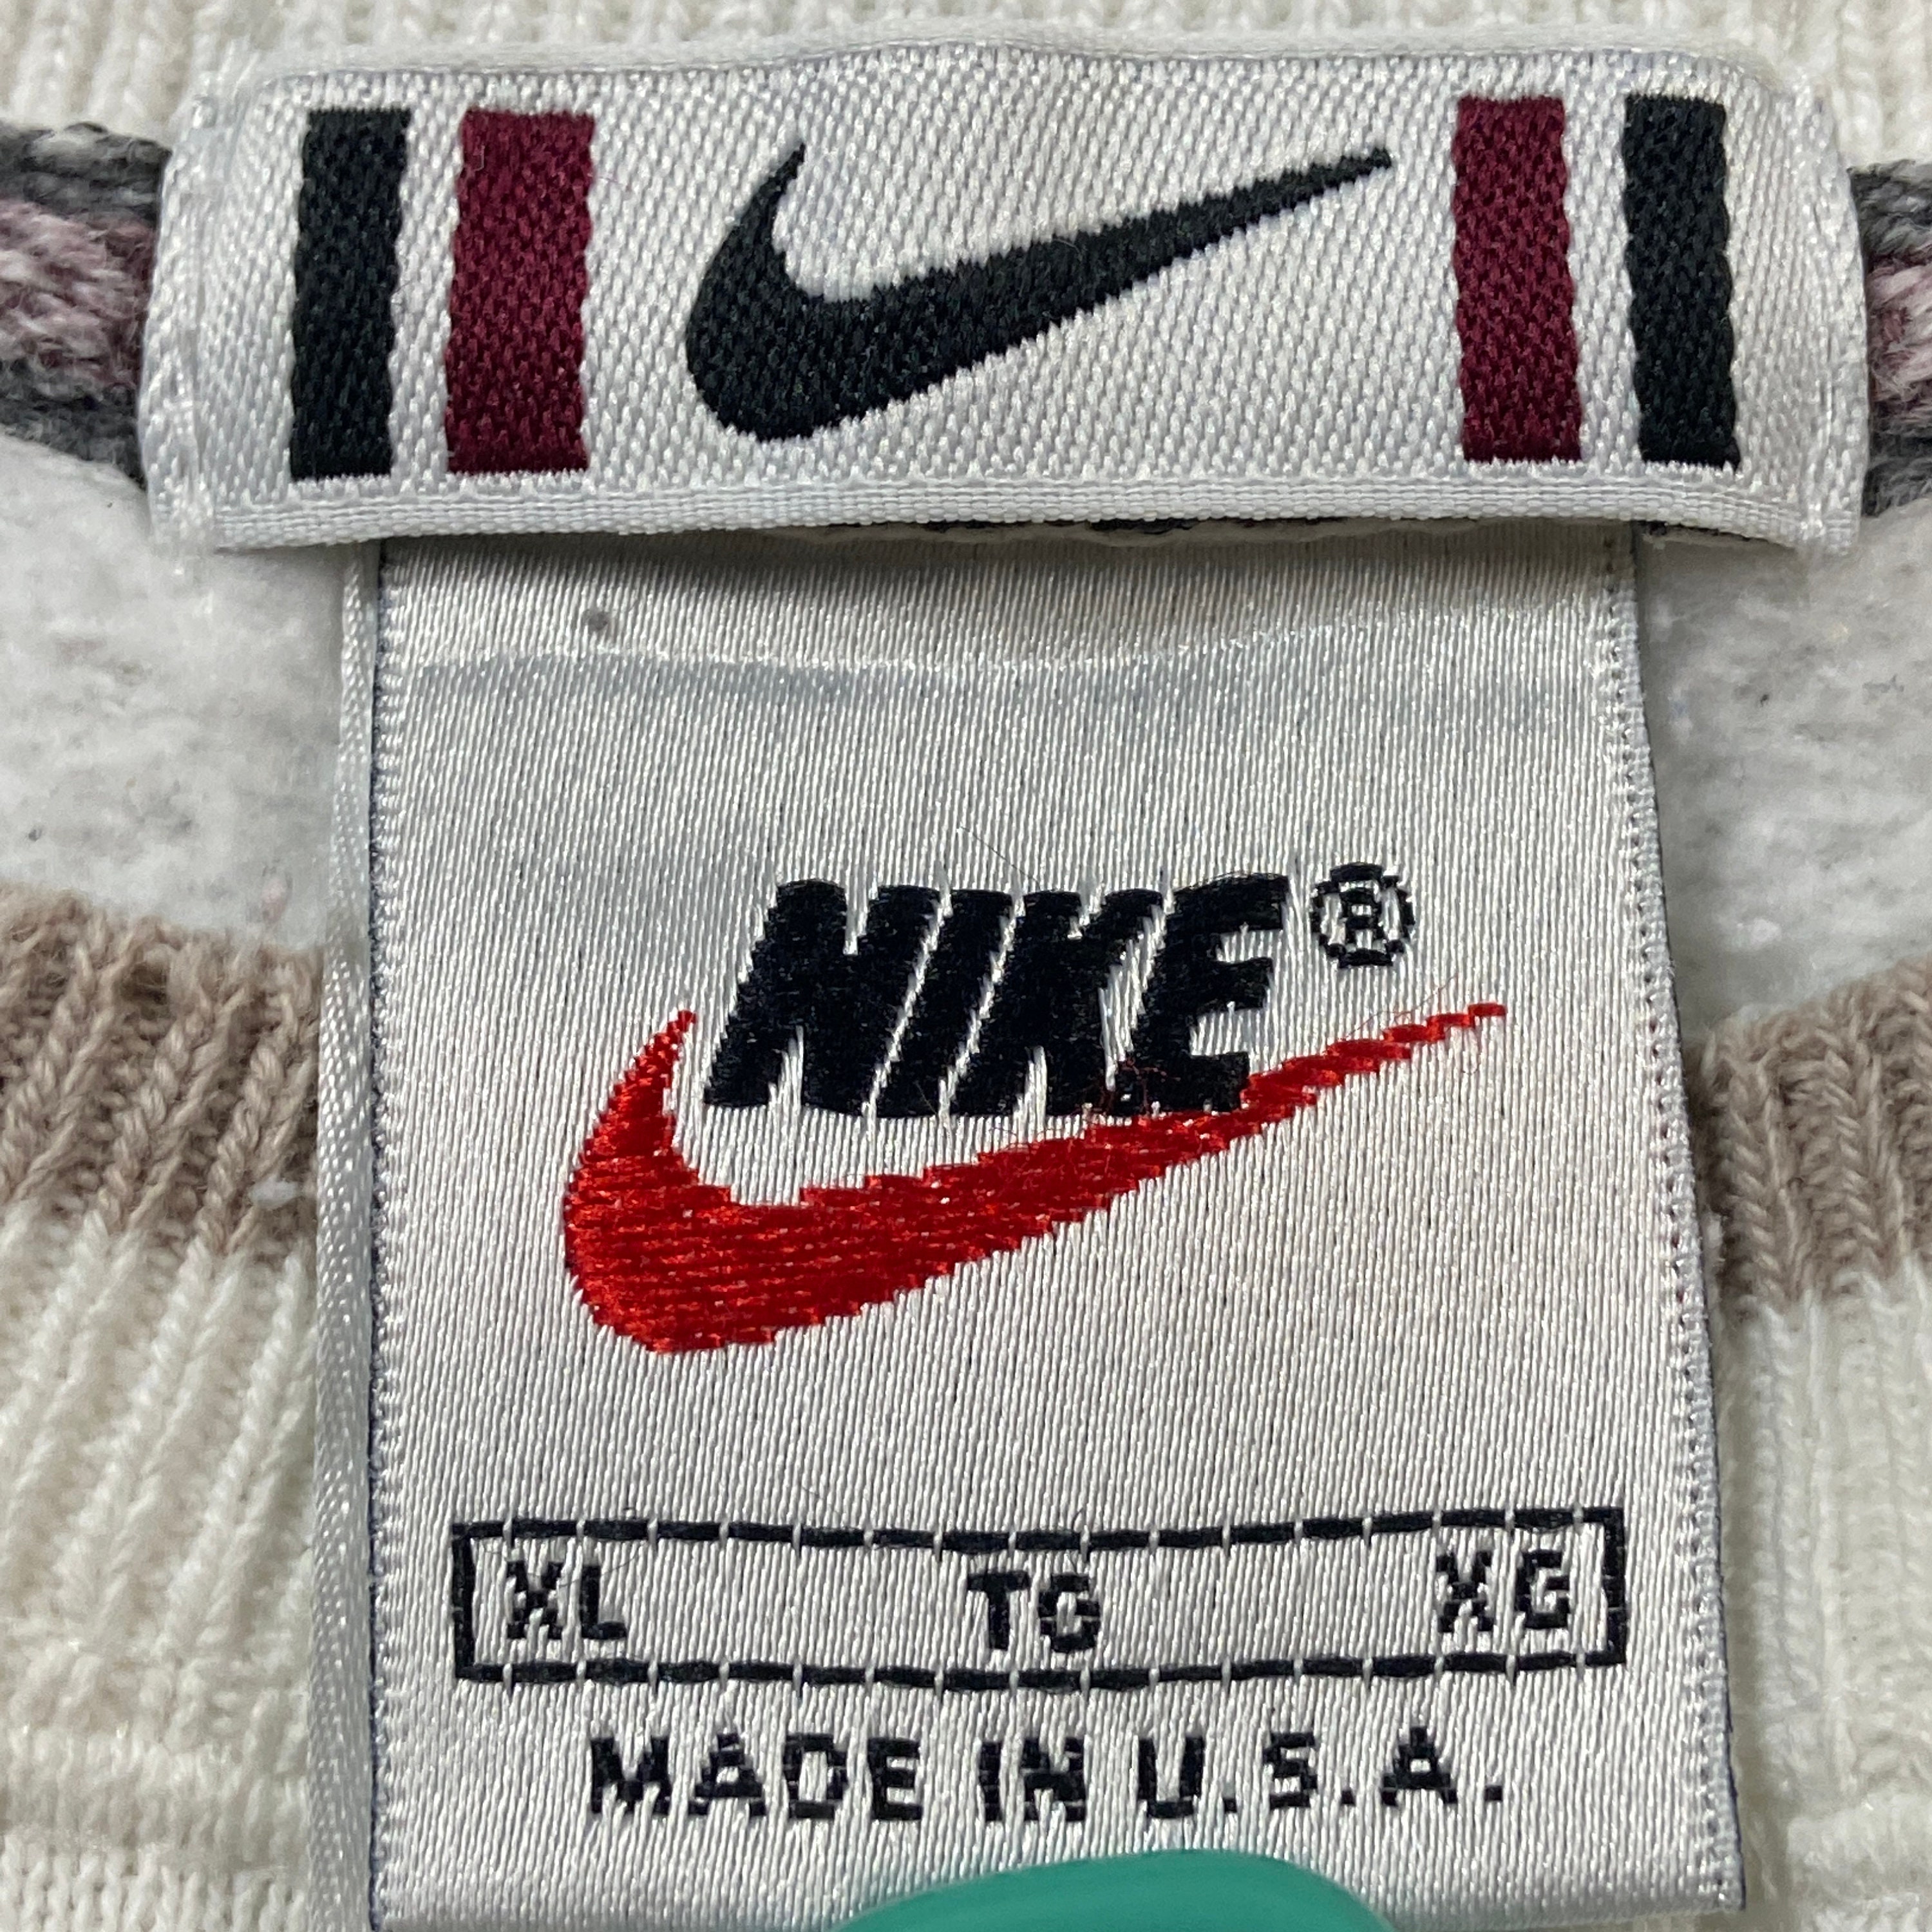 NIKE®
XL TG XG
MADE IN U.S.A.